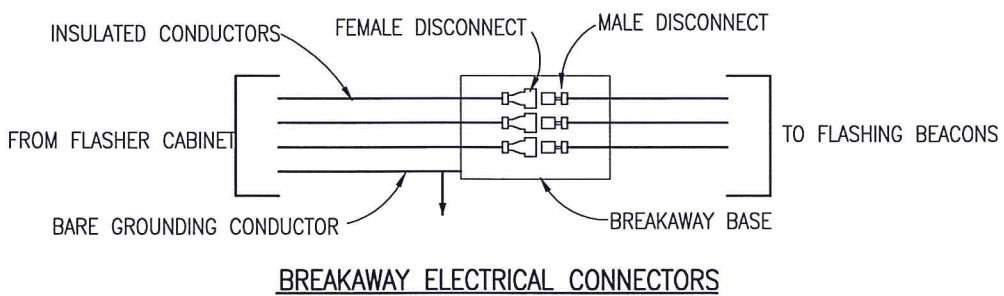 INSULATED CONDUCTORS
FEMALE DISCONNECT
MALE DISCONNECT
FROM FLASHER CABINET
TO FLASHING BEACONS
BARE GROUNDING CONDUCTOR
BREAKAWAY BASE
BREAKAWAY ELECTRICAL CONNECTORS